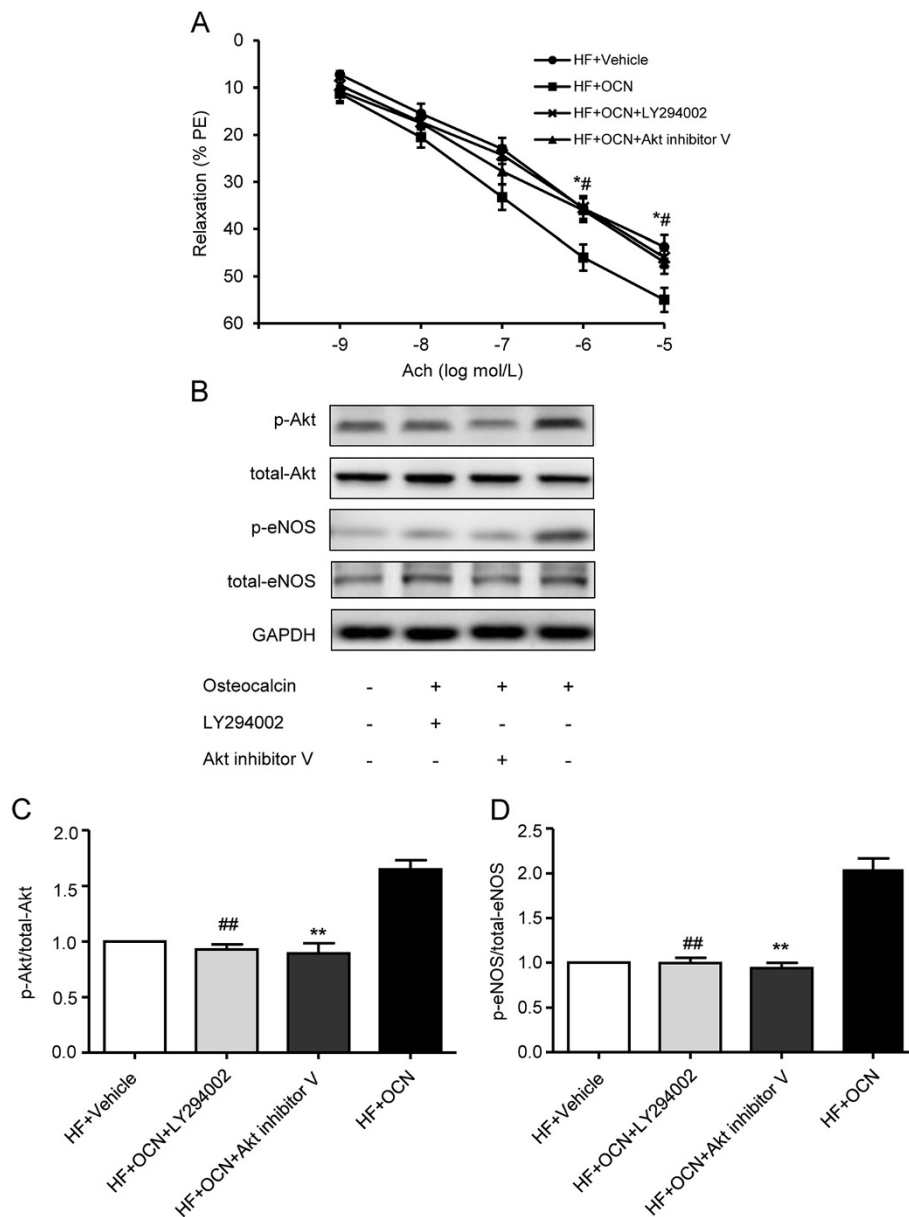 A
0
10
20
30
40
50
60
Relaxation (% PE)
HF+Vehicle
HF+OCN
HF+OCN+LY294002
HF+OCN+Akt inhibitor V
*#
*#
-9 -8 -7 -6 -5
Ach (log mol/L)
B
p-Akt
total-Akt
p-eNOS
total-eNOS
GAPDH
Osteocalcin - + + +
LY294002 - + - -
Akt inhibitor V - - + -
C
2.0
1.5
1.0
0.5
0.0
p-Akt/total-Akt
##
**
HF+Vehicle
HF+OCN+LY294002
HF+OCN+Akt inhibitor V
HF+OCN
D
2.5
2.0
1.5
1.0
0.5
0.0
p-eNOS/total-eNOS
##
**
HF+Vehicle
HF+OCN+LY294002
HF+OCN+Akt inhibitor V
HF+OCN